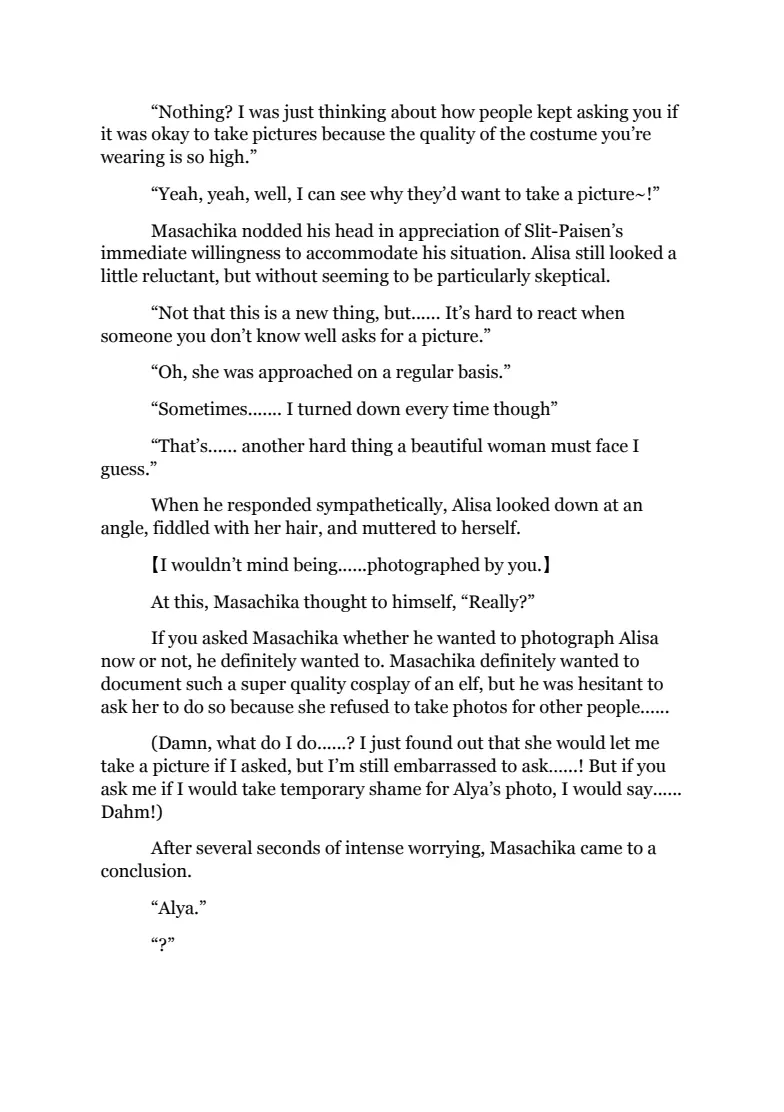 “Nothing? I was just thinking about how people kept asking you if
it was okay to take pictures because the quality of the costume you’re
wearing is so high.”
“Yeah, yeah, well, I can see why they’d want to take a picture~!”
Masachika nodded his head in appreciation of Slit-Paisen’s
immediate willingness to accommodate his situation. Alisa still looked a
little reluctant, but without seeming to be particularly skeptical.
“Not that this is a new thing, but...... It’s hard to react when
someone you don’t know well asks for a picture.”
“Oh, she was approached on a regular basis.”
“Sometimes....... I turned down every time though”
“That’s...... another hard thing a beautiful woman must face I
guess.”
When he responded sympathetically, Alisa looked down at an
angle, fiddled with her hair, and muttered to herself.
【I wouldn’t mind being......photographed by you.】
At this, Masachika thought to himself, “Really?”
If you asked Masachika whether he wanted to photograph Alisa
now or not, he definitely wanted to. Masachika definitely wanted to
document such a super quality cosplay of an elf, but he was hesitant to
ask her to do so because she refused to take photos for other people......
(Damn, what do I do......? I just found out that she would let me
take a picture if I asked, but I’m still embarrassed to ask......! But if you
ask me if I would take temporary shame for Alya’s photo, I would say......
Dahm!)
After several seconds of intense worrying, Masachika came to a
conclusion.
“Alya.”
“?”